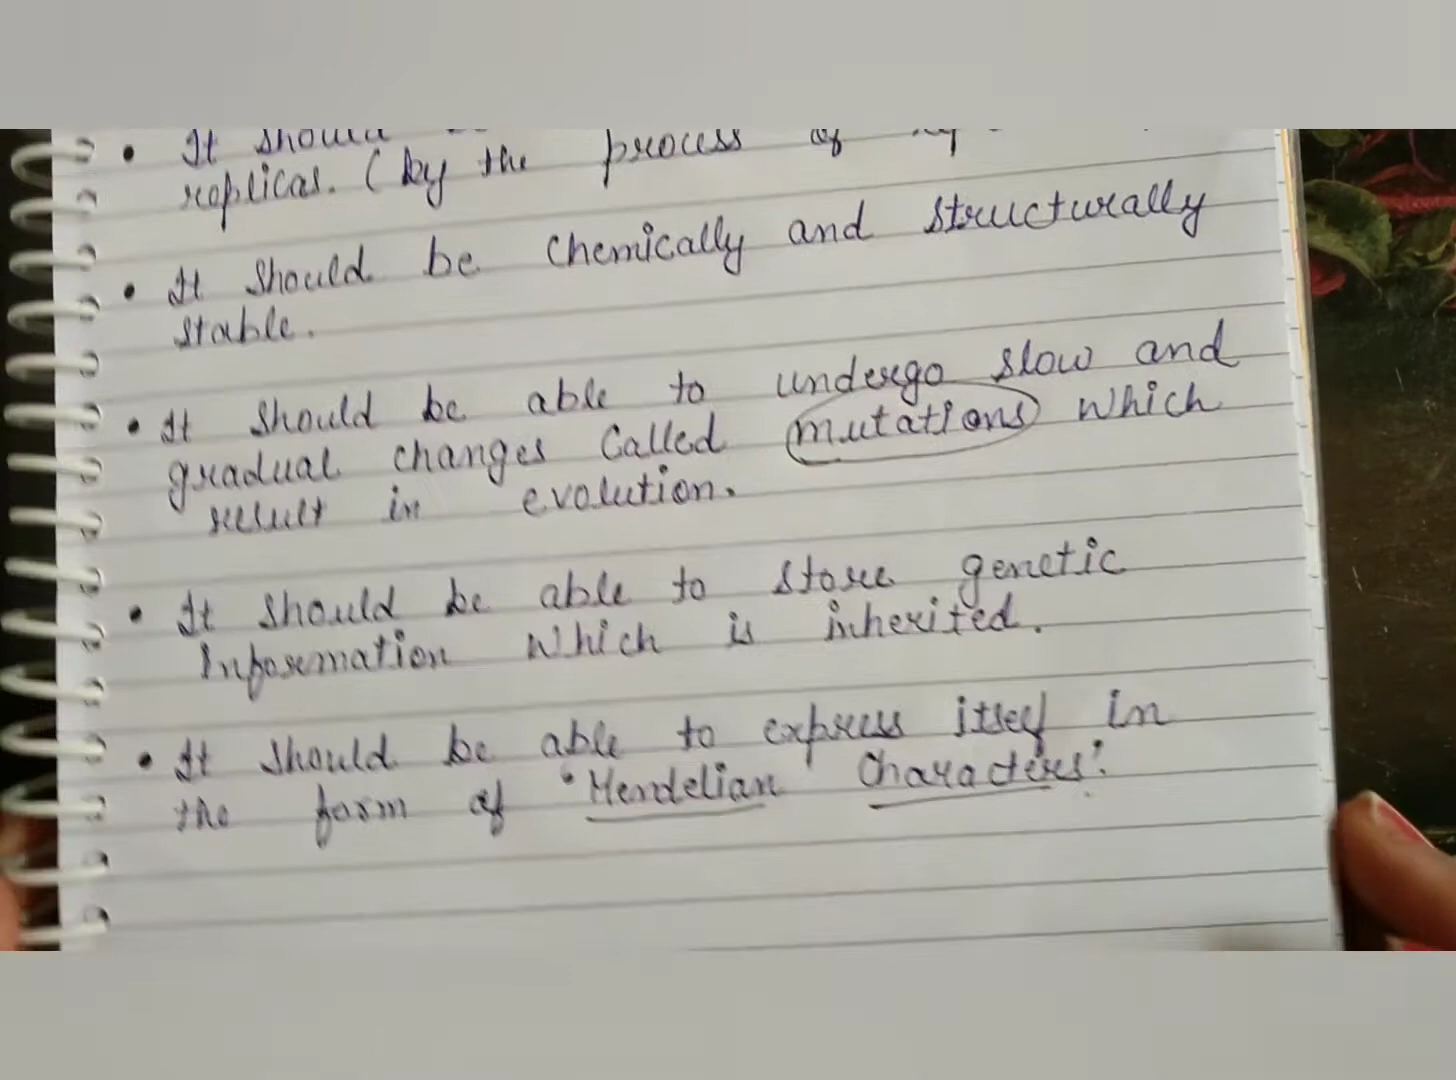 • It should
replicas. (by the process of
• It should be chemically and structurally
stable.
• It should be able to undergo slow and
gradual changes called mutations which
result in evolution.
• It should be able to store genetic
Information which is inherited.
• It should be able to express itself in
the form of 'Mendelian Characters'.